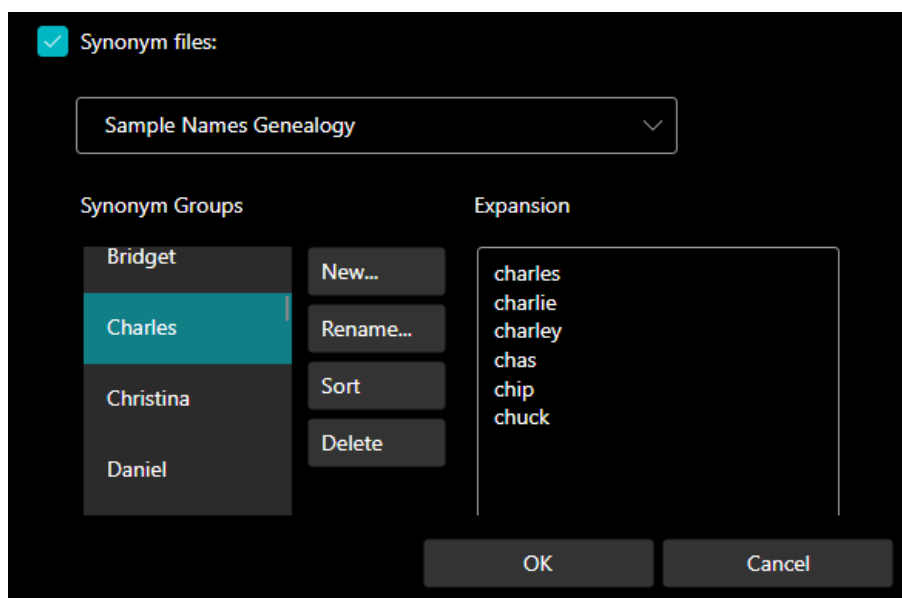 Synonym files:
Sample Names Genealogy
Synonym Groups
Expansion
Bridget
Charles
Christina
Daniel
New...
Rename...
Sort
Delete
charles
charlie
charley
chas
chip
chuck
OK
Cancel